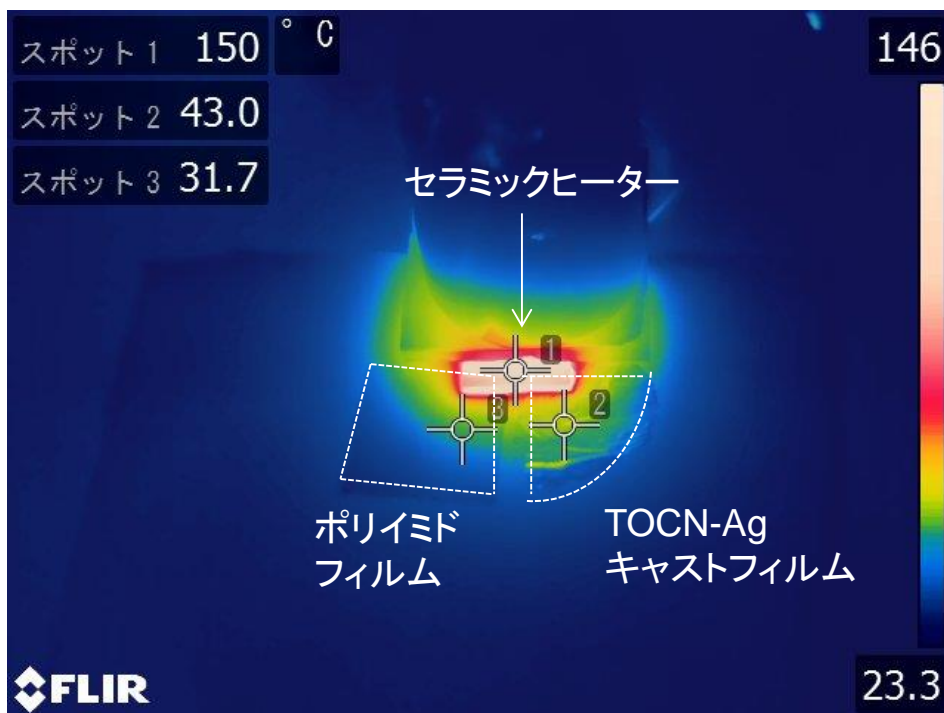 スポット 1 150 °C
146
スポット 2 43.0
スポット 3 31.7
セラミックヒーター
1
3
2
ポリイミド
フィルム
TOCN-Ag
キャストフィルム
FLIR
23.3